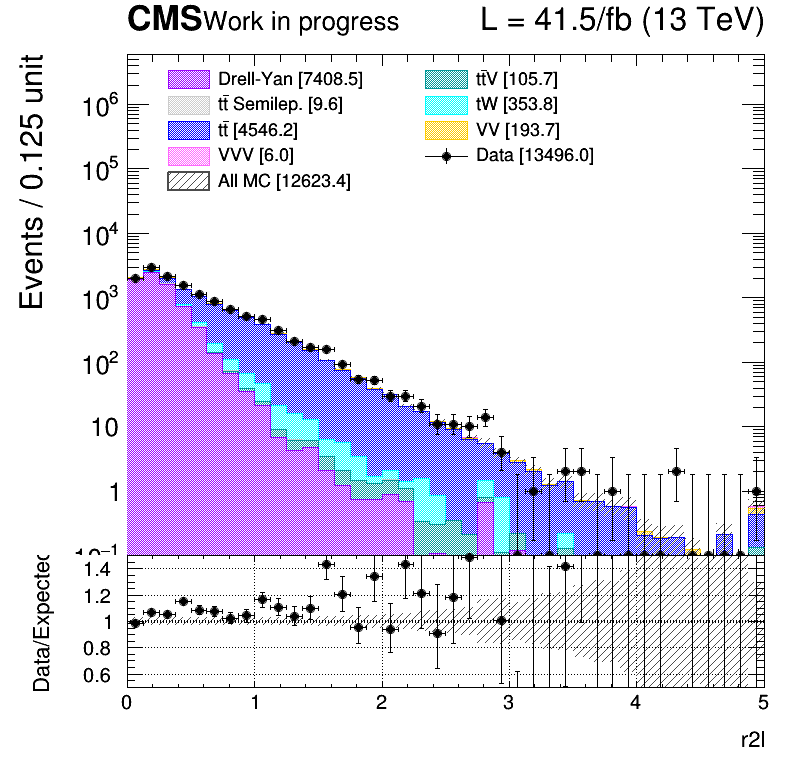 CMS Work in progress L = 41.5/fb (13 TeV)
Events / 0.125 unit
Drell-Yan [7408.5]
tt̄ Semilep. [9.6]
tt̄ [4546.2]
VVV [6.0]
All MC [12623.4]
tt̄V [105.7]
tW [353.8]
VV [193.7]
Data [13496.0]
10⁶
10⁵
10⁴
10³
10²
10
1
10⁻¹
Data/Expected
1.4
1.2
1
0.8
0.6
0 1 2 3 4 5
r2l